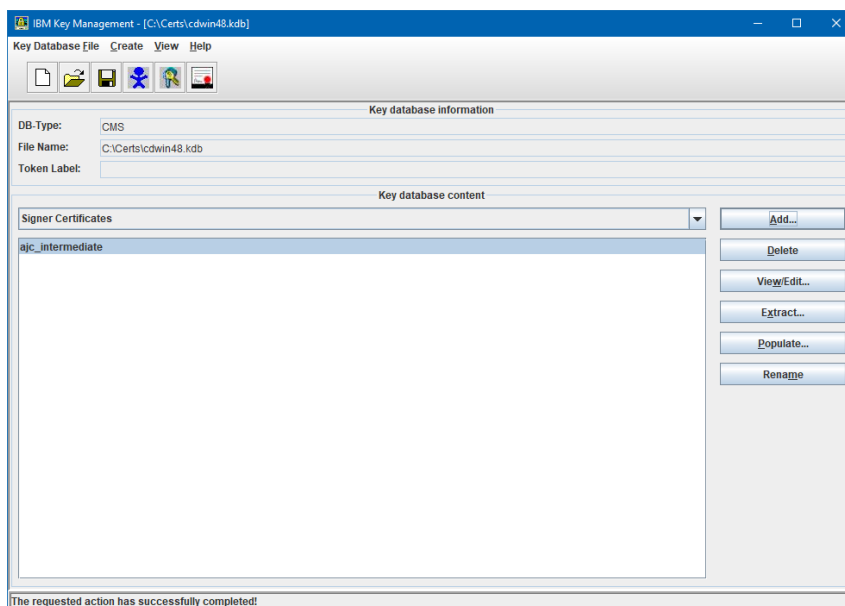 IBM Key Management - [C:\Certs\cdwin48.kdb]
Key Database File Create View Help
Key database information
DB-Type: CMS
File Name: C:\Certs\cdwin48.kdb
Token Label:
Key database content
Signer Certificates
Add...
ajc_intermediate
Delete
View/Edit...
Extract...
Populate...
Rename
The requested action has successfully completed!